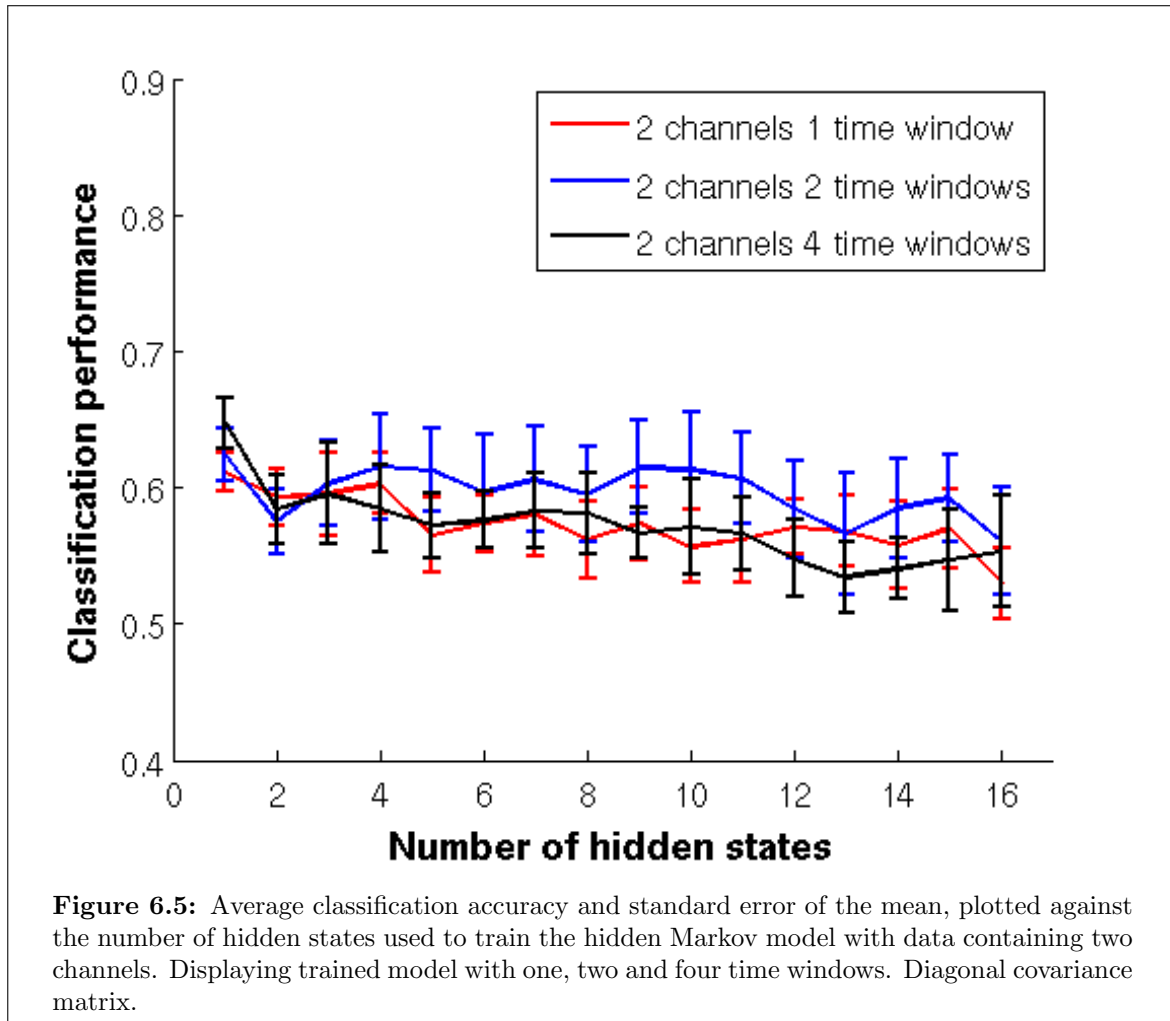 0.9
0.8
0.7
0.6
0.5
0.4
Classification performance
2 channels 1 time window
2 channels 2 time windows
2 channels 4 time windows
0 2 4 6 8 10 12 14 16
Number of hidden states
Figure 6.5: Average classification accuracy and standard error of the mean, plotted against
the number of hidden states used to train the hidden Markov model with data containing two
channels. Displaying trained model with one, two and four time windows. Diagonal covariance
matrix.